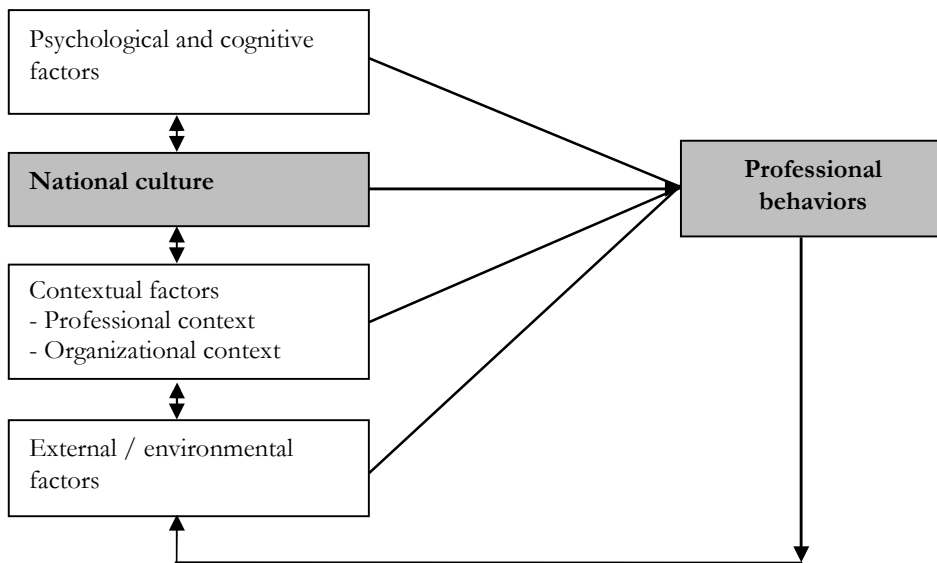 Psychological and cognitive
factors
National culture
Contextual factors
- Professional context
- Organizational context
External / environmental
factors
Professional
behaviors